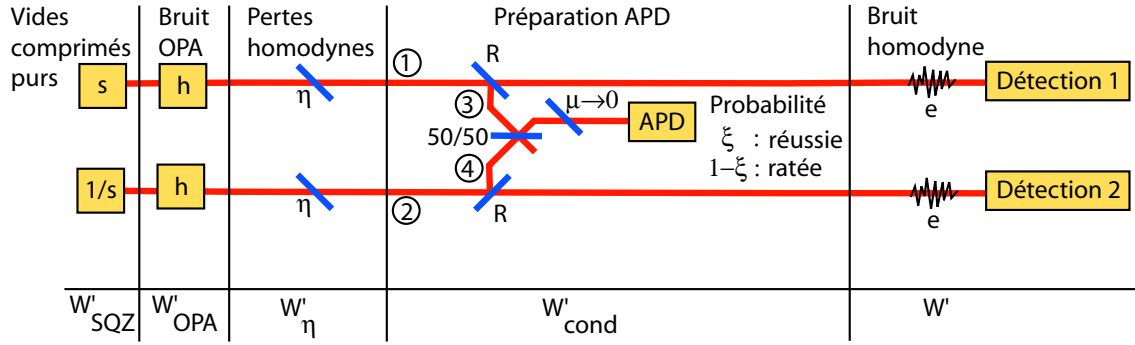 Vides comprimés purs
Bruit OPA
Pertes homodynes
Préparation APD
Bruit homodyne
s
h
η
①
R
③
μ→0
APD
Probabilité
ξ : réussie
1−ξ : ratée
50/50
④
e
Détection 1
1/s
h
η
②
R
e
Détection 2
W'SQZ
W'OPA
W'η
W'cond
W'